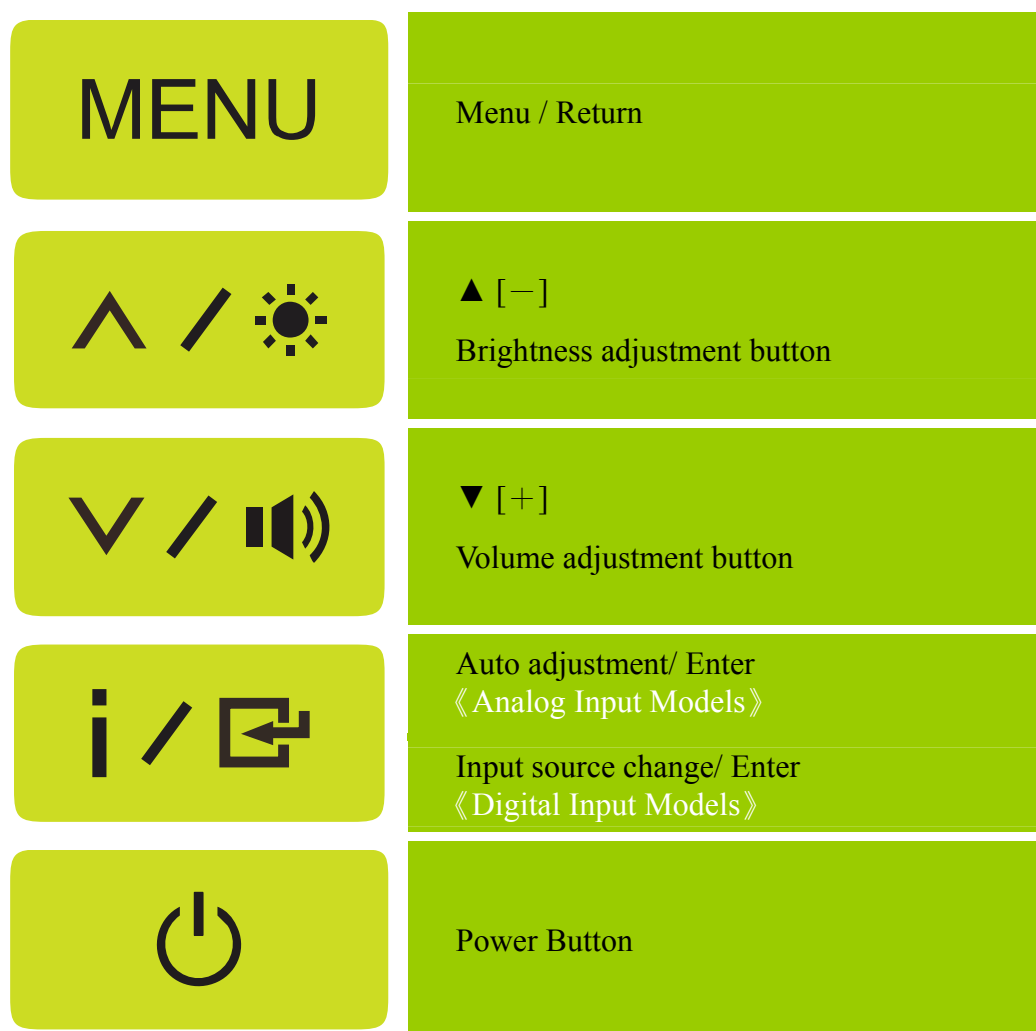 MENU
Menu / Return
▲ [－]
Brightness adjustment button
▼ [＋]
Volume adjustment button
i /
Auto adjustment/ Enter
《Analog Input Models》
Input source change/ Enter
《Digital Input Models》
Power Button